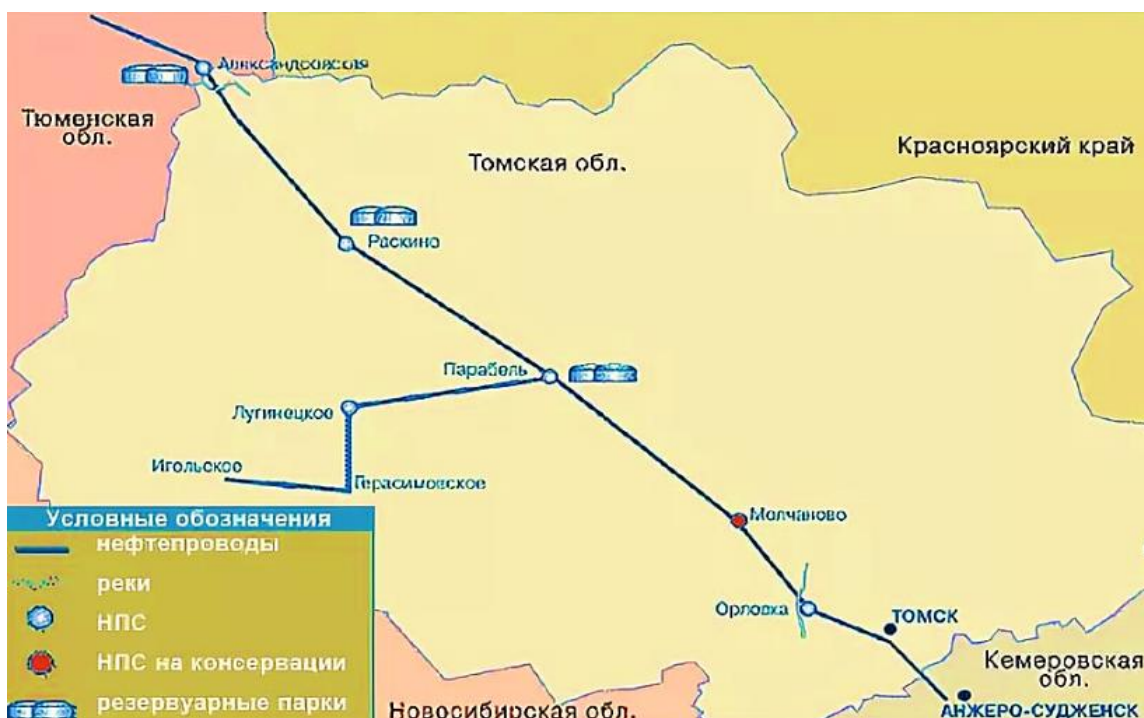 Александровская
Тюменская
обл.
Томская обл.
Красноярский край
Раскино
Парабель
Лугинецкое
Игольское
Герасимовское
Молчаново
Орловка
ТОМСК
Кемеровская
обл.
АНЖЕРО-СУДЖЕНСК
Новосибирская обл.
Условные обозначения
нефтепроводы
реки
НПС
НПС на консервации
резервуарные парки